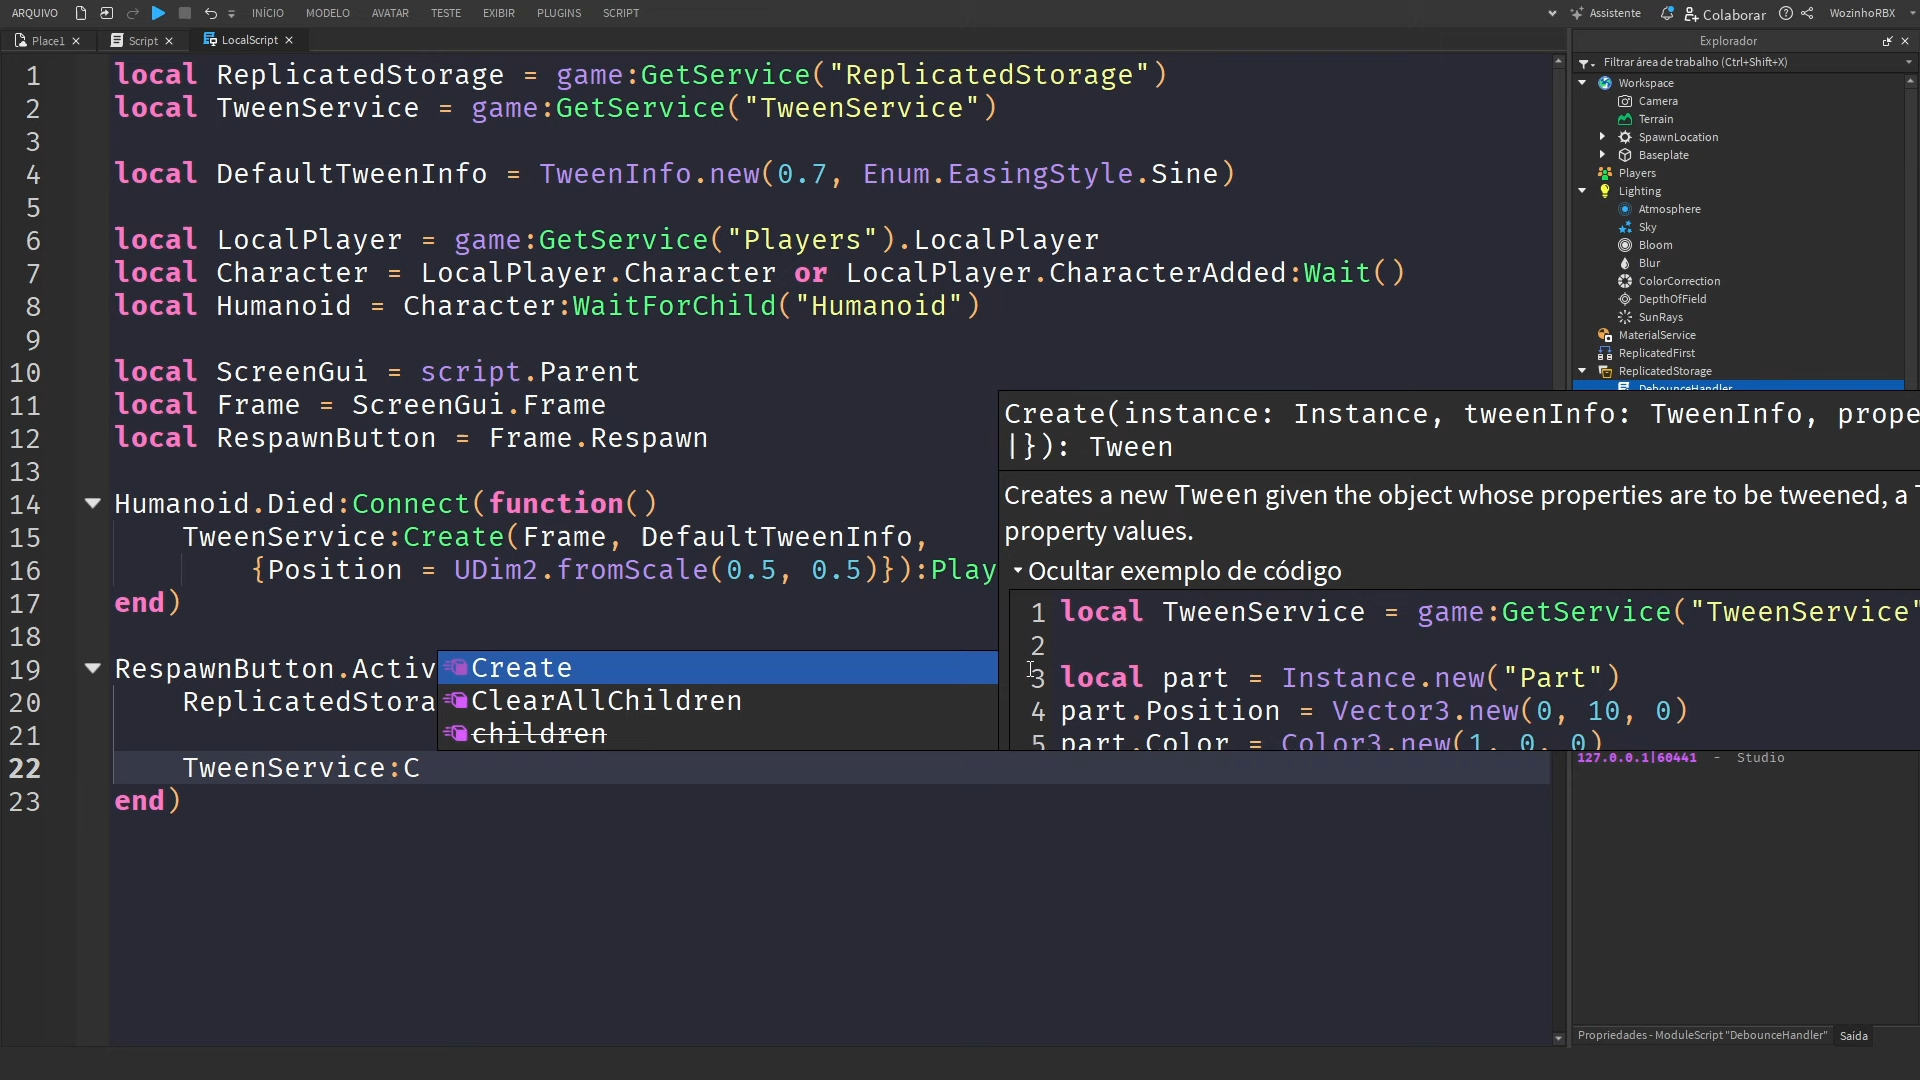 ARQUIVO INÍCIO MODELO AVATAR TESTE EXIBIR PLUGINS SCRIPT Assistente Colaborar WozinhoRBX
Place1 Script LocalScript
1 local ReplicatedStorage = game:GetService("ReplicatedStorage")
2 local TweenService = game:GetService("TweenService")
3
4 local DefaultTweenInfo = TweenInfo.new(0.7, Enum.EasingStyle.Sine)
5
6 local LocalPlayer = game:GetService("Players").LocalPlayer
7 local Character = LocalPlayer.Character or LocalPlayer.CharacterAdded:Wait()
8 local Humanoid = Character:WaitForChild("Humanoid")
9
10 local ScreenGui = script.Parent
11 local Frame = ScreenGui.Frame
12 local RespawnButton = Frame.Respawn
13
14 Humanoid.Died:Connect(function()
15 TweenService:Create(Frame, DefaultTweenInfo,
16 {Position = UDim2.fromScale(0.5, 0.5)}):Play
17 end)
18
19 RespawnButton.Activ
20 ReplicatedStora
21
22 TweenService:C
23 end)
Create
ClearAllChildren
children
Create(instance: Instance, tweenInfo: TweenInfo, prope
|}): Tween
Creates a new Tween given the object whose properties are to be tweened, a T
property values.
Ocultar exemplo de código
1 local TweenService = game:GetService("TweenService"
2
3 local part = Instance.new("Part")
4 part.Position = Vector3.new(0, 10, 0)
5 part.Color = Color3.new(1, 0, 0)
Explorador
Filtrar área de trabalho (Ctrl+Shift+X)
Workspace
Camera
Terrain
SpawnLocation
Baseplate
Players
Lighting
Atmosphere
Sky
Bloom
Blur
ColorCorrection
DepthOfField
SunRays
MaterialService
ReplicatedFirst
ReplicatedStorage
DebounceHandler
127.0.0.1|60441 - Studio
Propriedades - ModuleScript "DebounceHandler" Saída